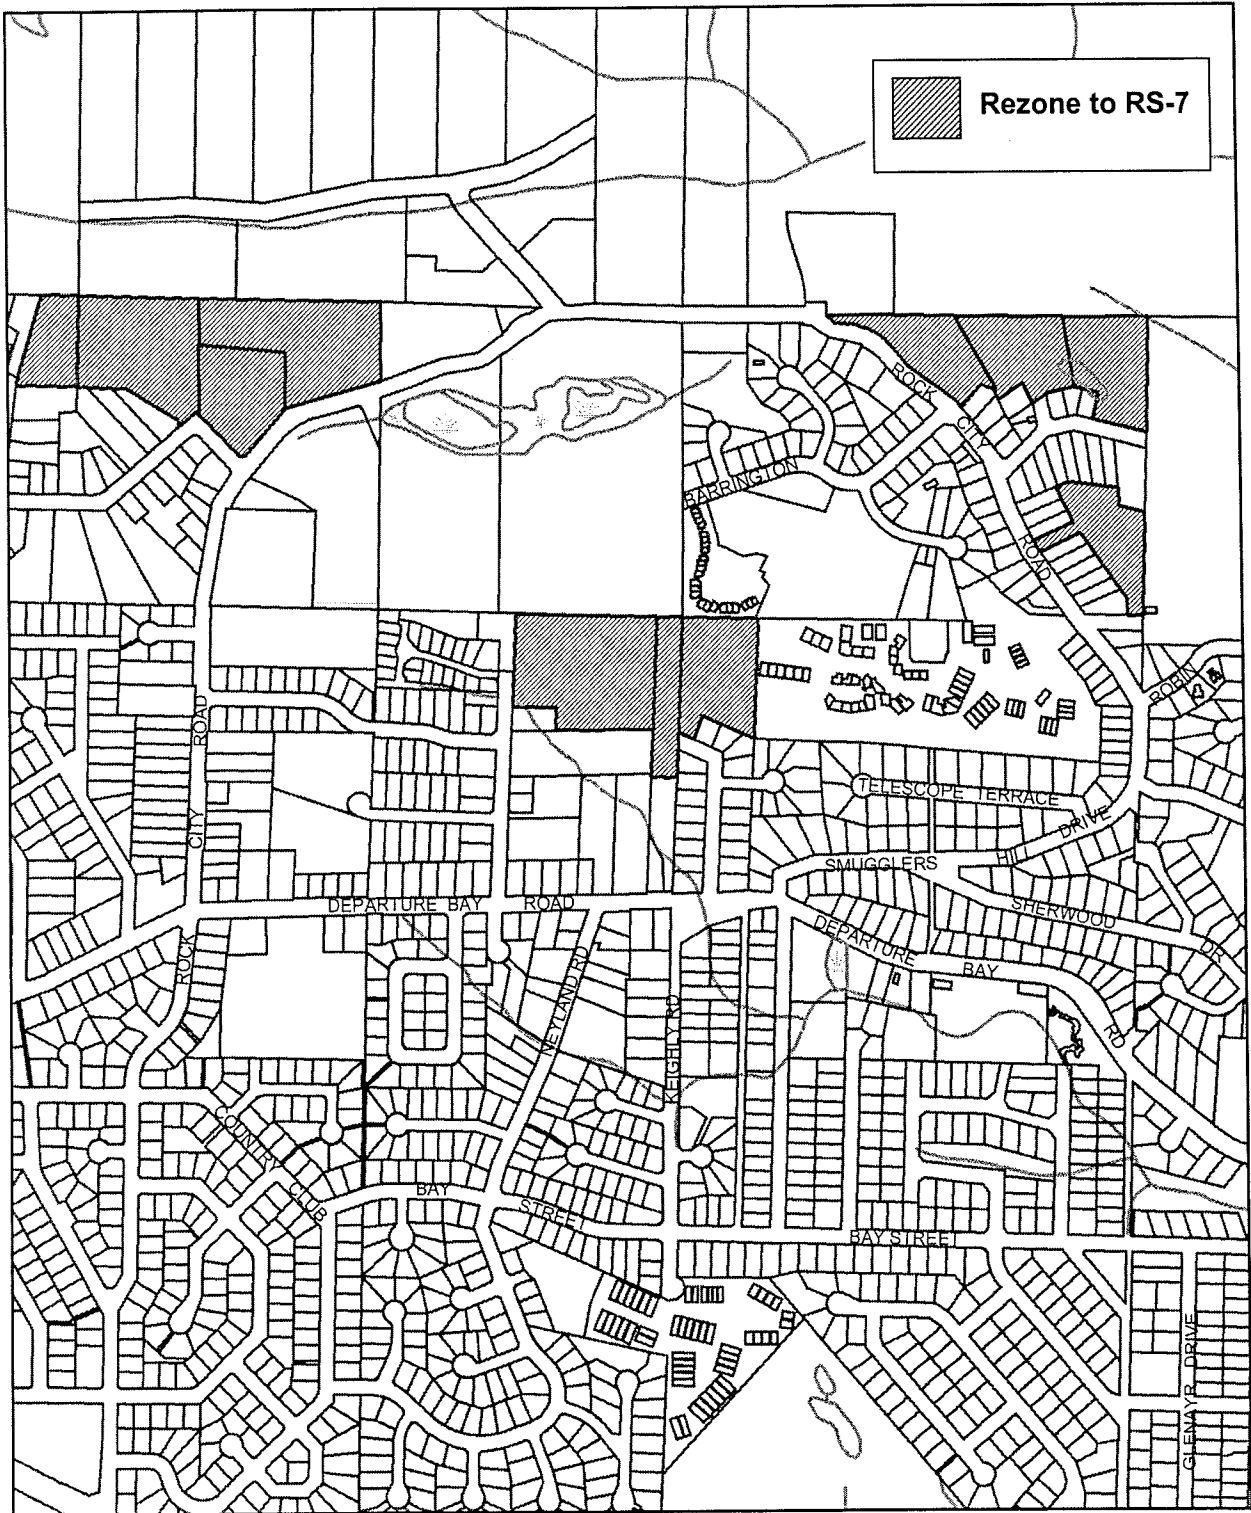 Rezone to RS-7
ROCK
CITY
ROAD
BARRINGTON
ROBIN
ROAD
CITY
TELESCOPE TERRACE
HILL DRIVE
SMUGGLERS
DEPARTURE BAY ROAD
SHERWOOD
DR
DEPARTURE
BAY
RD
ROCK
NEYLAND RD
KEIGHLY RD
COUNTRY
CLUB
BAY
STREET
BAY STREET
GLENAYR DRIVE